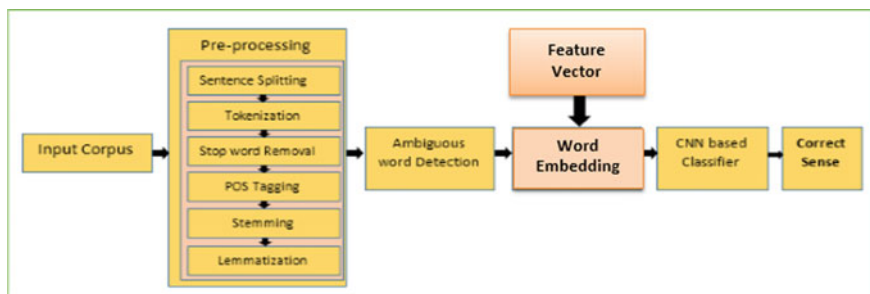 Input Corpus
Pre-processing
Sentence Splitting
Tokenization
Stop word Removal
POS Tagging
Stemming
Lemmatization
Ambiguous
word Detection
Feature
Vector
Word
Embedding
CNN based
Classifier
Correct
Sense